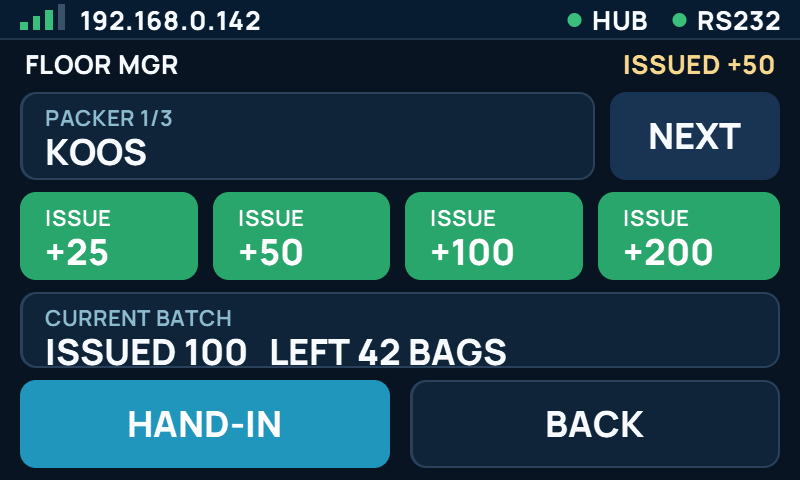 192.168.0.142 HUB RS232
FLOOR MGR ISSUED +50
PACKER 1/3
KOOS
NEXT
ISSUE ISSUE ISSUE ISSUE
+25 +50 +100 +200
CURRENT BATCH
ISSUED 100 LEFT 42 BAGS
HAND-IN BACK